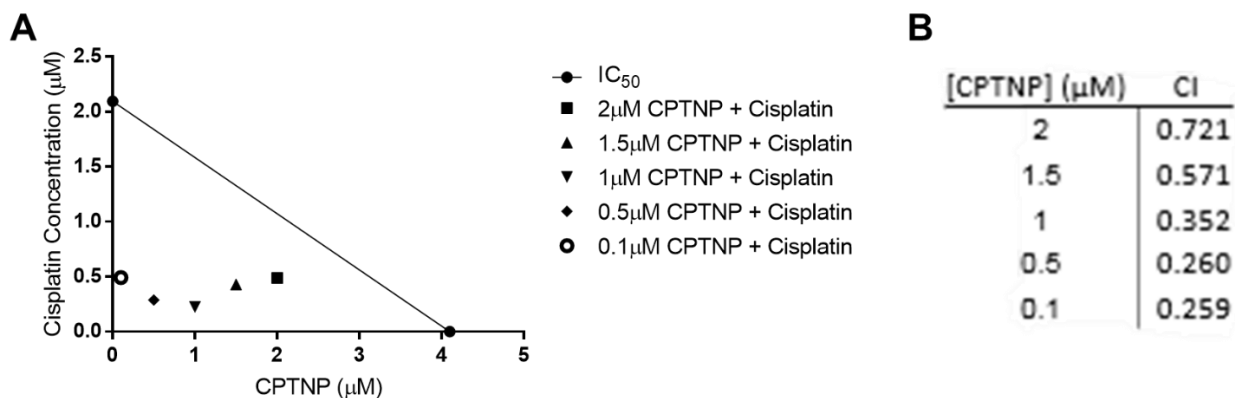 A
Cisplatin Concentration (μM)
2.5
2.0
1.5
1.0
0.5
0.0
0 1 2 3 4 5
CPTNP (μM)
IC50
2μM CPTNP + Cisplatin
1.5μM CPTNP + Cisplatin
1μM CPTNP + Cisplatin
0.5μM CPTNP + Cisplatin
0.1μM CPTNP + Cisplatin
B
[CPTNP] (μM) CI
2 0.721
1.5 0.571
1 0.352
0.5 0.260
0.1 0.259